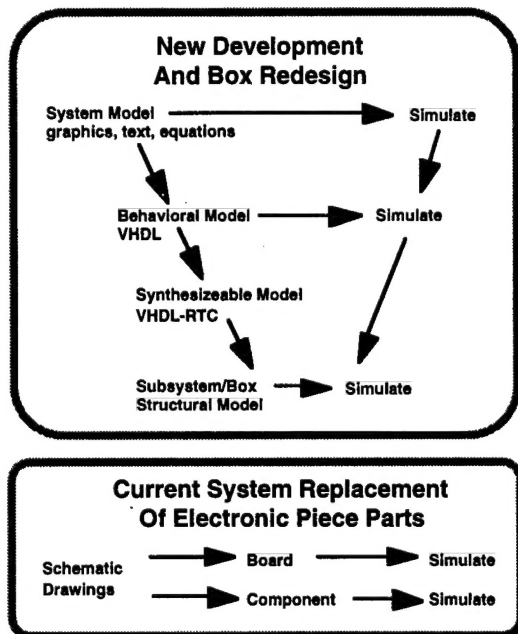 New Development
And Box Redesign
System Model
graphics, text, equations
Simulate
Behavioral Model
VHDL
Simulate
Synthesizeable Model
VHDL-RTC
Subsystem/Box
Structural Model
Simulate
Current System Replacement
Of Electronic Piece Parts
Schematic
Drawings
Board
Simulate
Component
Simulate